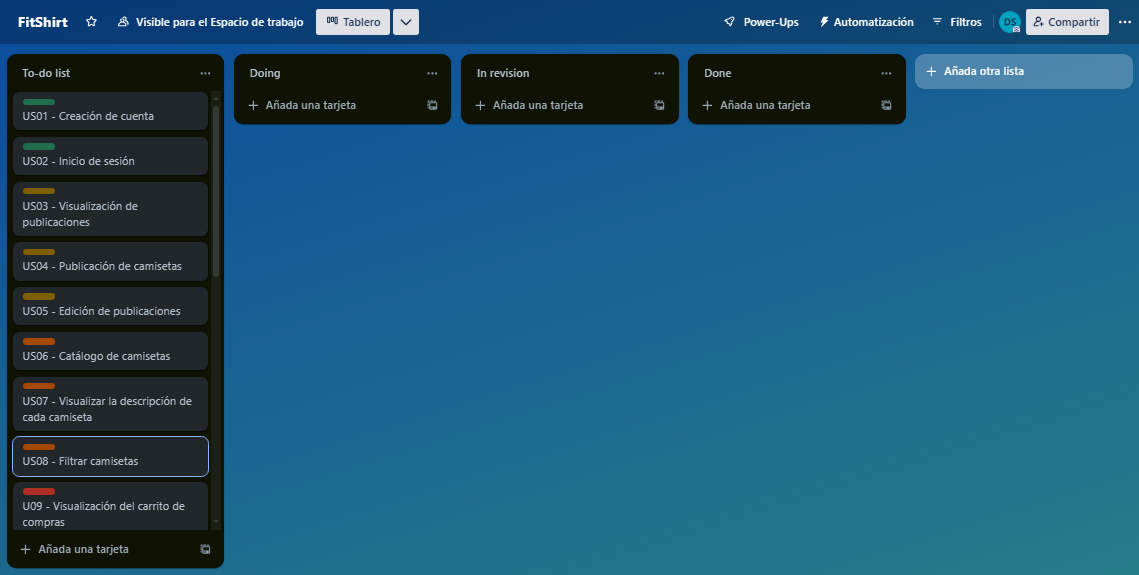 FitShirt
Visible para el Espacio de trabajo
Tablero
Power-Ups
Automatización
Filtros
DS
Compartir
To-do list
US01 - Creación de cuenta
US02 - Inicio de sesión
US03 - Visualización de
publicaciones
US04 - Publicación de camisetas
US05 - Edición de publicaciones
US06 - Catálogo de camisetas
US07 - Visualizar la descripción de
cada camiseta
US08 - Filtrar camisetas
U09 - Visualización del carrito de
compras
Añada una tarjeta
Doing
Añada una tarjeta
In revision
Añada una tarjeta
Done
Añada una tarjeta
Añada otra lista